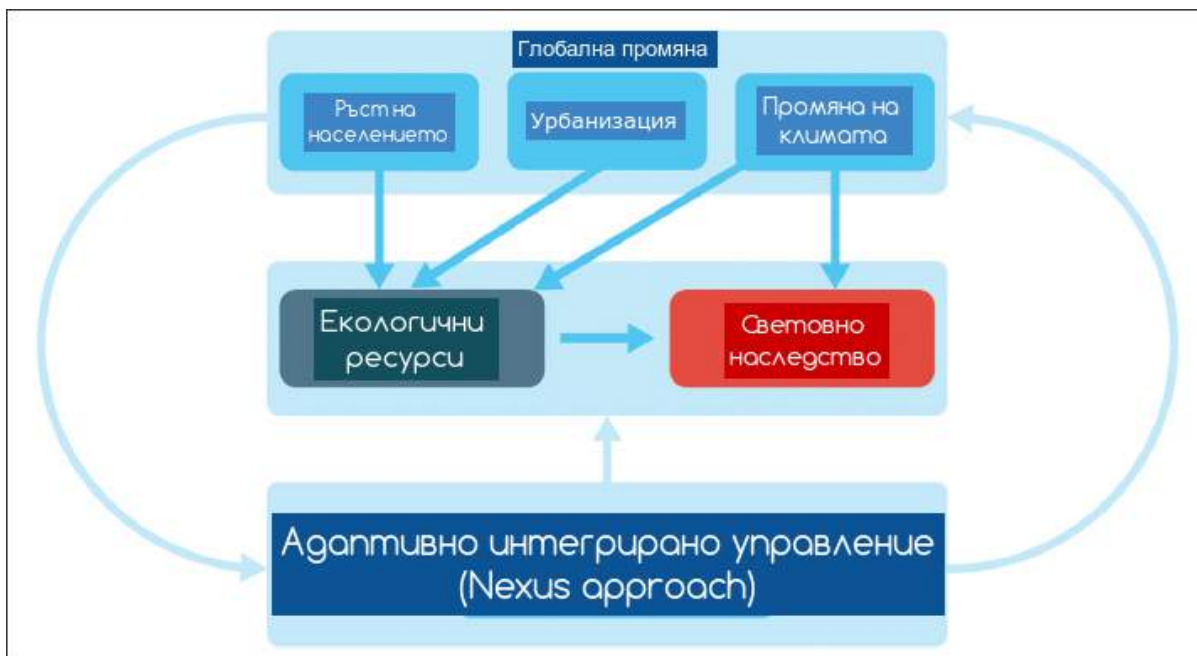 Глобална промяна
Ръст на
населението
Урбанизация
Промяна на
климата
Екологични
ресурси
Световно
наследство
Адаптивно интегрирано управление
(Nexus approach)